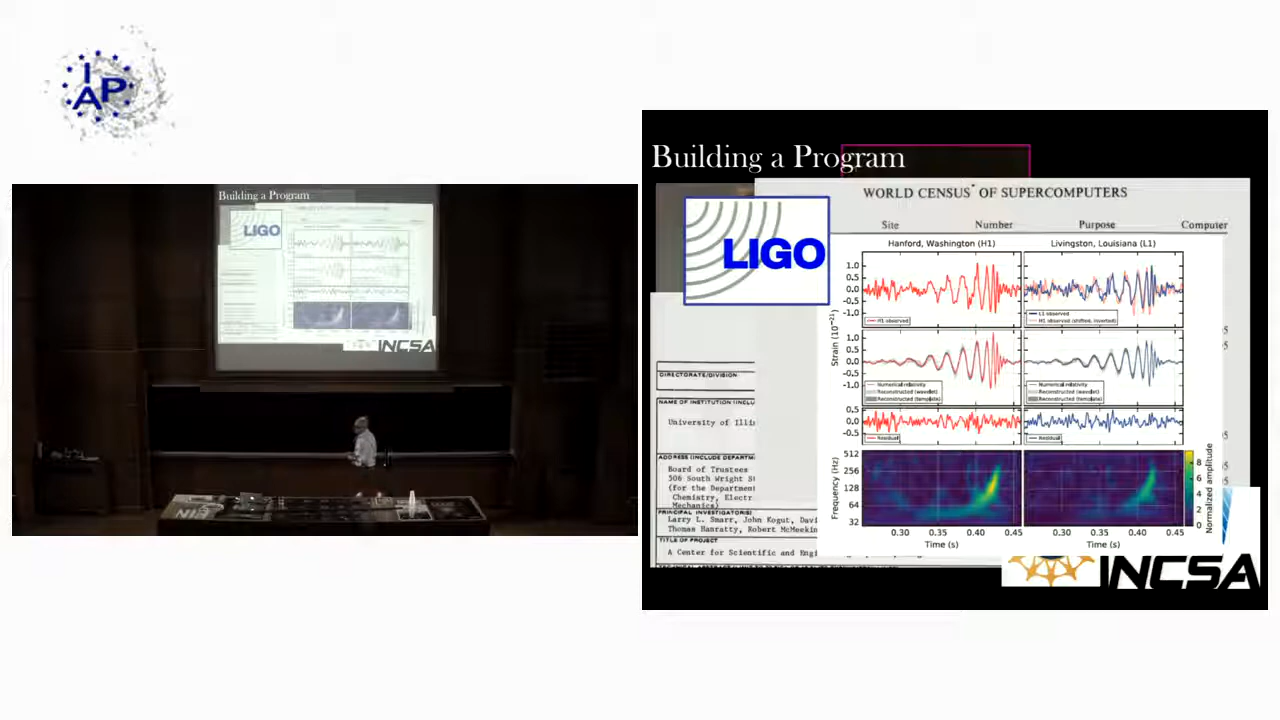 IAP
Building a Program
LIGO
INCSA
Building a Program
WORLD CENSUS OF SUPERCOMPUTERS
Site Number Purpose Computer
LIGO
Hanford, Washington (H1) Livingston, Louisiana (L1)
1.0
0.5
0.0
-0.5
-1.0
H1 observed
L1 observed
H1 observed (shifted, inverted)
Strain (10⁻²¹)
1.0
0.5
0.0
-0.5
-1.0
Numerical relativity
Reconstructed (wavelet)
Reconstructed (template)
Numerical relativity
Reconstructed (wavelet)
Reconstructed (template)
0.5
0.0
-0.5
Residual
Residual
Frequency (Hz)
512
256
128
64
32
0.30 0.35 0.40 0.45 0.30 0.35 0.40 0.45
Time (s) Time (s)
8
6
4
2
0
Normalized amplitude
DIRECTORATE/DIVISION
NAME OF INSTITUTION (INCLU
University of Illi
ADDRESS (INCLUDE DEPARTM
Board of Trustees
506 South Wright S
(for the Departmen
Chemistry, Electr
Mechanics)
PRINCIPAL INVESTIGATOR(S)
Larry L. Smarr, John Kogut, Davi
Thomas Hanratty, Robert McMeekin
TITLE OF PROJECT
A Center for Scientific and Engi
INCSA